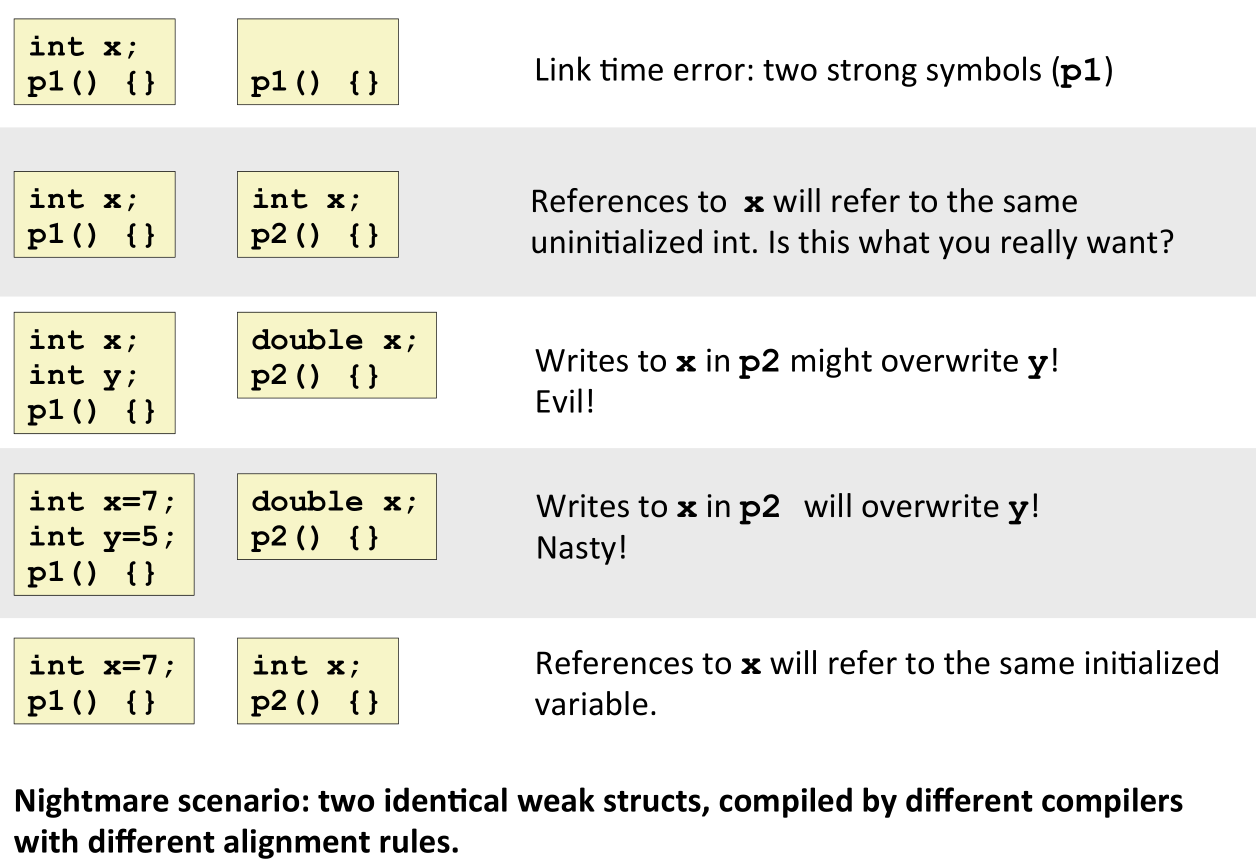 int x;
p1() {}
p1() {}
Link time error: two strong symbols (p1)
int x;
p1() {}
int x;
p2() {}
References to x will refer to the same
uninitialized int. Is this what you really want?
int x;
int y;
p1() {}
double x;
p2() {}
Writes to x in p2 might overwrite y!
Evil!
int x=7;
int y=5;
p1() {}
double x;
p2() {}
Writes to x in p2 will overwrite y!
Nasty!
int x=7;
p1() {}
int x;
p2() {}
References to x will refer to the same initialized
variable.
Nightmare scenario: two identical weak structs, compiled by different compilers
with different alignment rules.